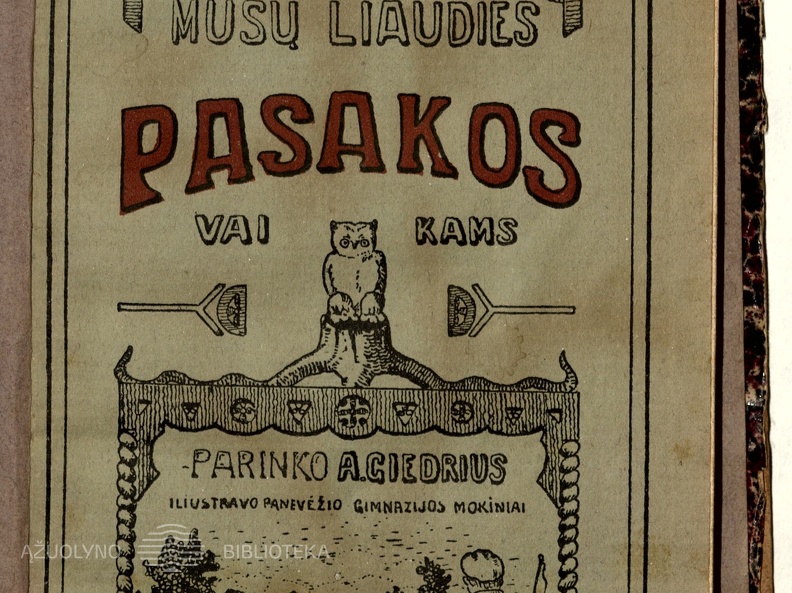 MŪSŲ LIAUDIES
PASAKOS
VAI KAMS
PARINKO A.GIEDRIUS
ILIUSTRAVO PANEVĖŽIO GIMNAZIJOS MOKINIAI
ĄŽUOLYNO BIBLIOTEKA